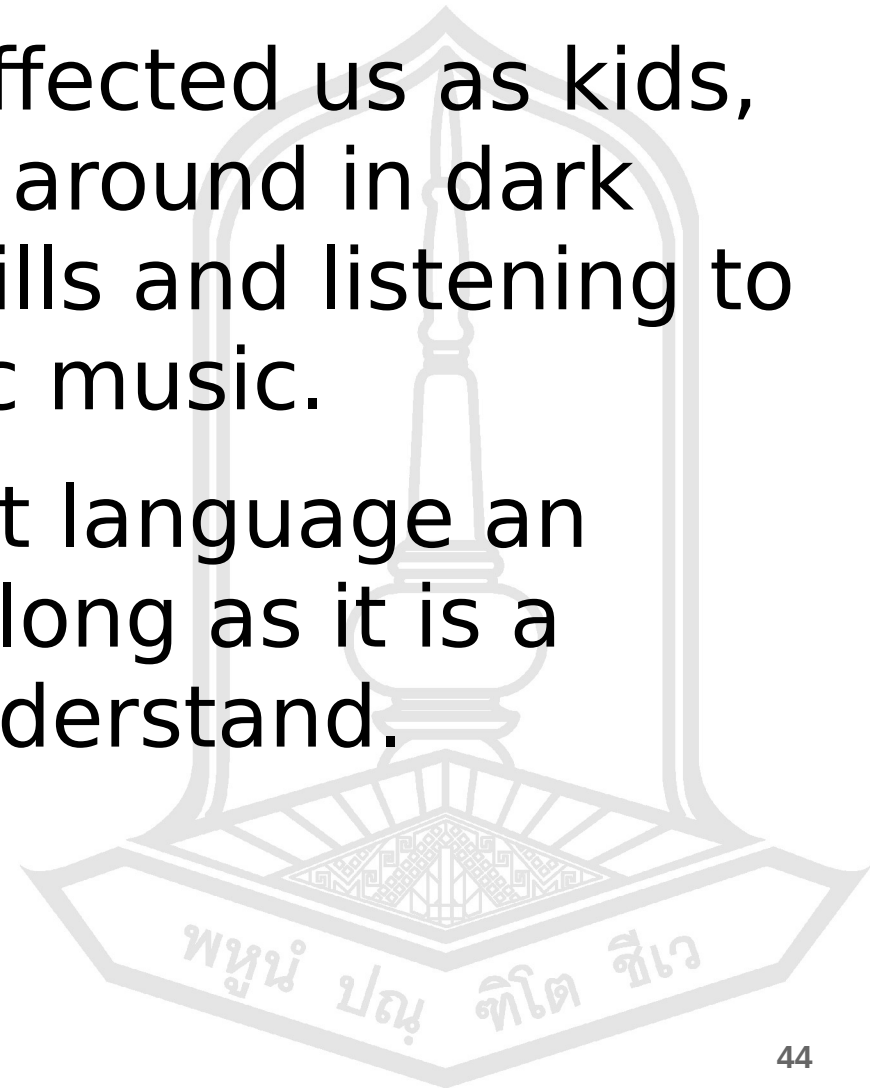 ffected us as kids,
around in dark
ills and listening to
c music.
t language an
long as it is a
derstand.
พหูนํ ปณฺฑิโต ชีเว
44